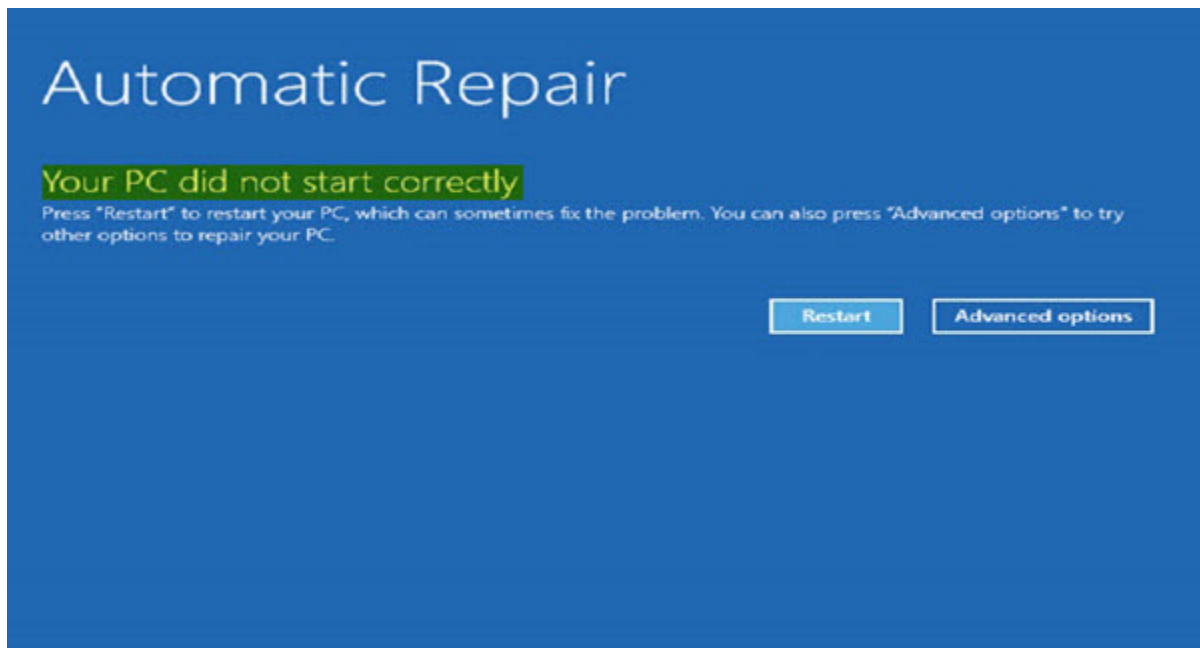 Automatic Repair
Your PC did not start correctly
Press "Restart" to restart your PC, which can sometimes fix the problem. You can also press "Advanced options" to try
other options to repair your PC.
Restart
Advanced options